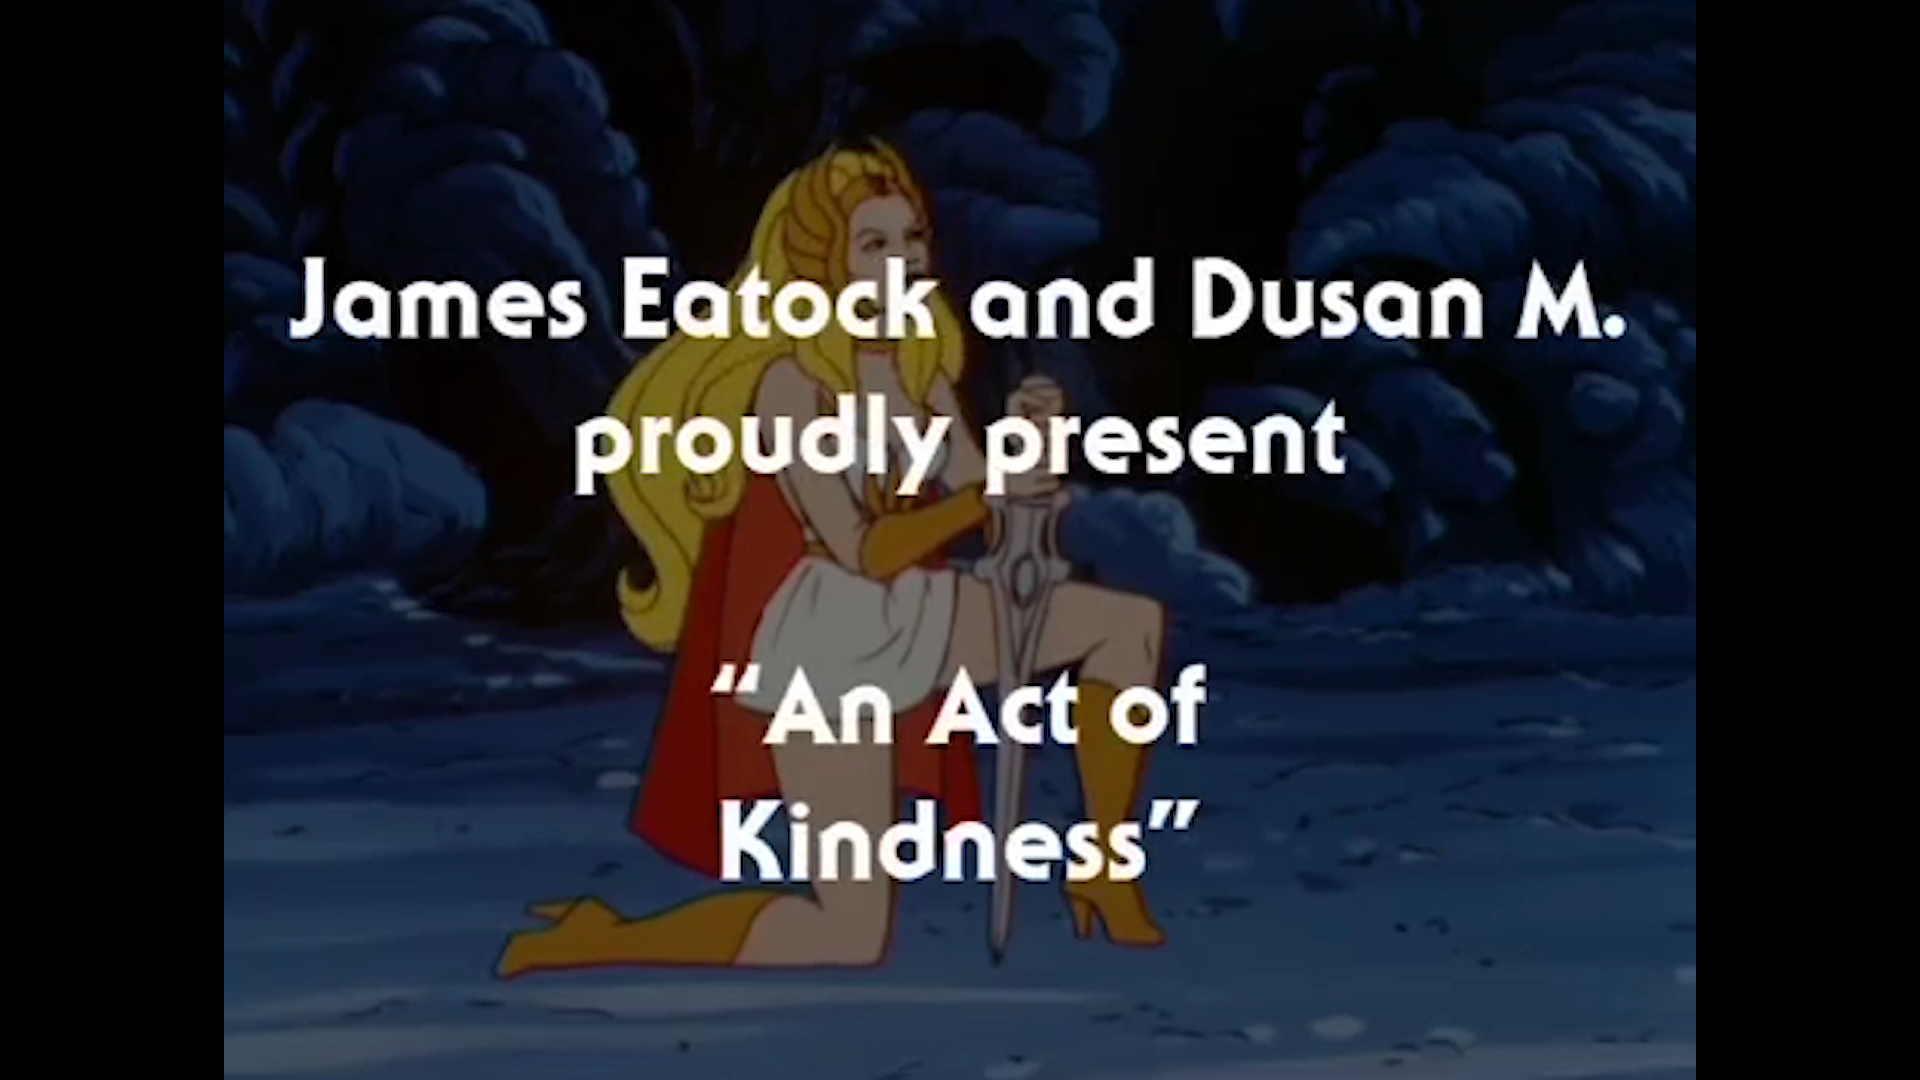 James Eatock and Dusan M.
proudly present
“An Act of
Kindness”